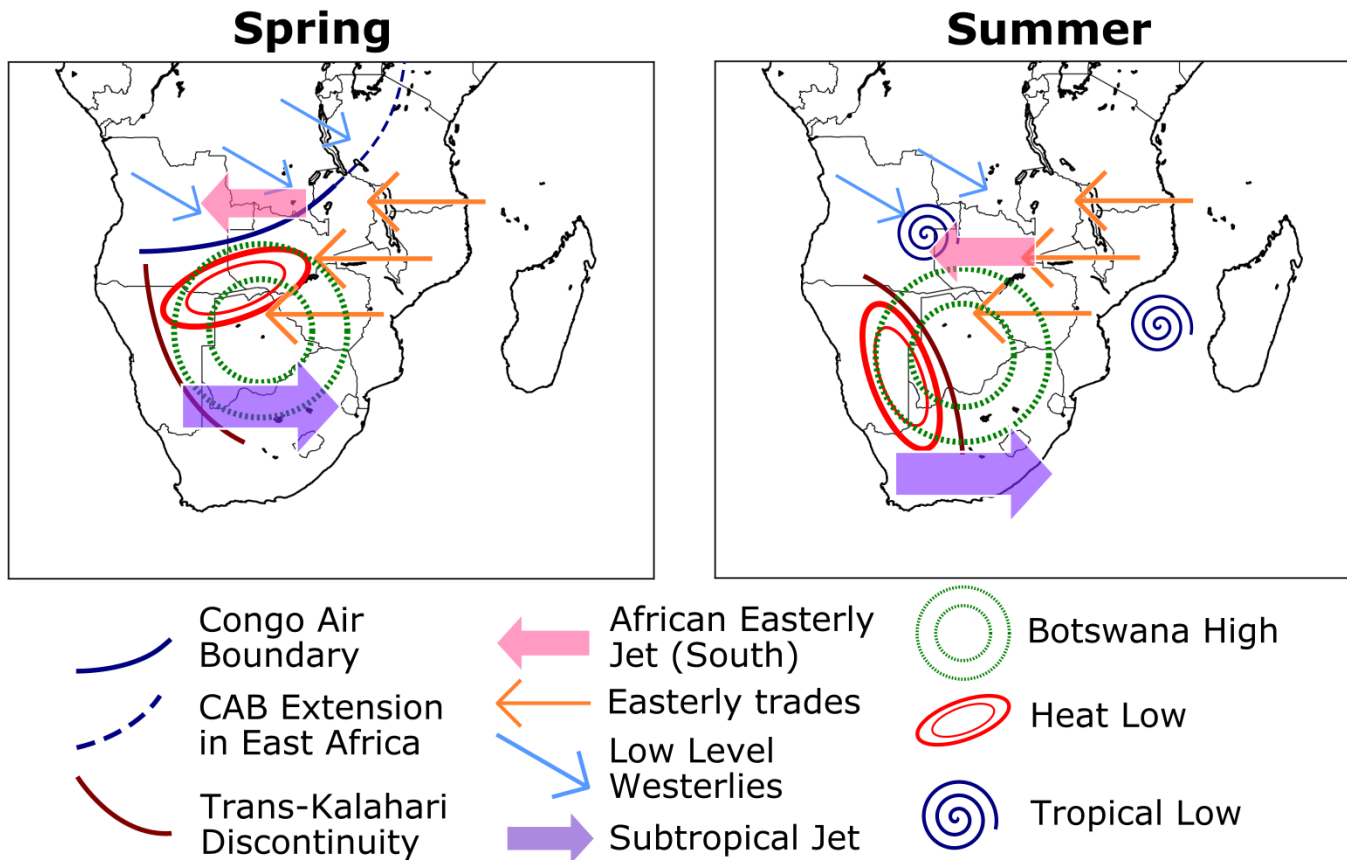 Spring
Summer
Congo Air
Boundary
CAB Extension
in East Africa
Trans-Kalahari
Discontinuity
African Easterly
Jet (South)
Easterly trades
Low Level
Westerlies
Subtropical Jet
Botswana High
Heat Low
Tropical Low